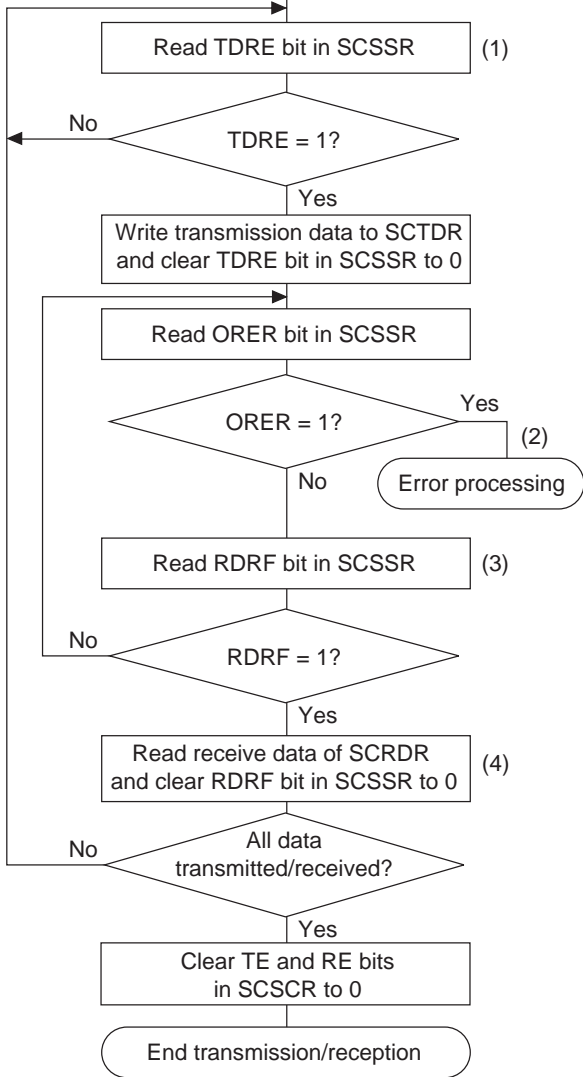 Read TDRE bit in SCSSR
(1)
No
TDRE = 1?
Yes
Write transmission data to SCTDR
and clear TDRE bit in SCSSR to 0
Read ORER bit in SCSSR
Yes
ORER = 1?
(2)
No
Error processing
Read RDRF bit in SCSSR
(3)
No
RDRF = 1?
Yes
Read receive data of SCRDR
and clear RDRF bit in SCSSR to 0
(4)
All data
No
transmitted/received?
Yes
Clear TE and RE bits
in SCSCR to 0
End transmission/reception